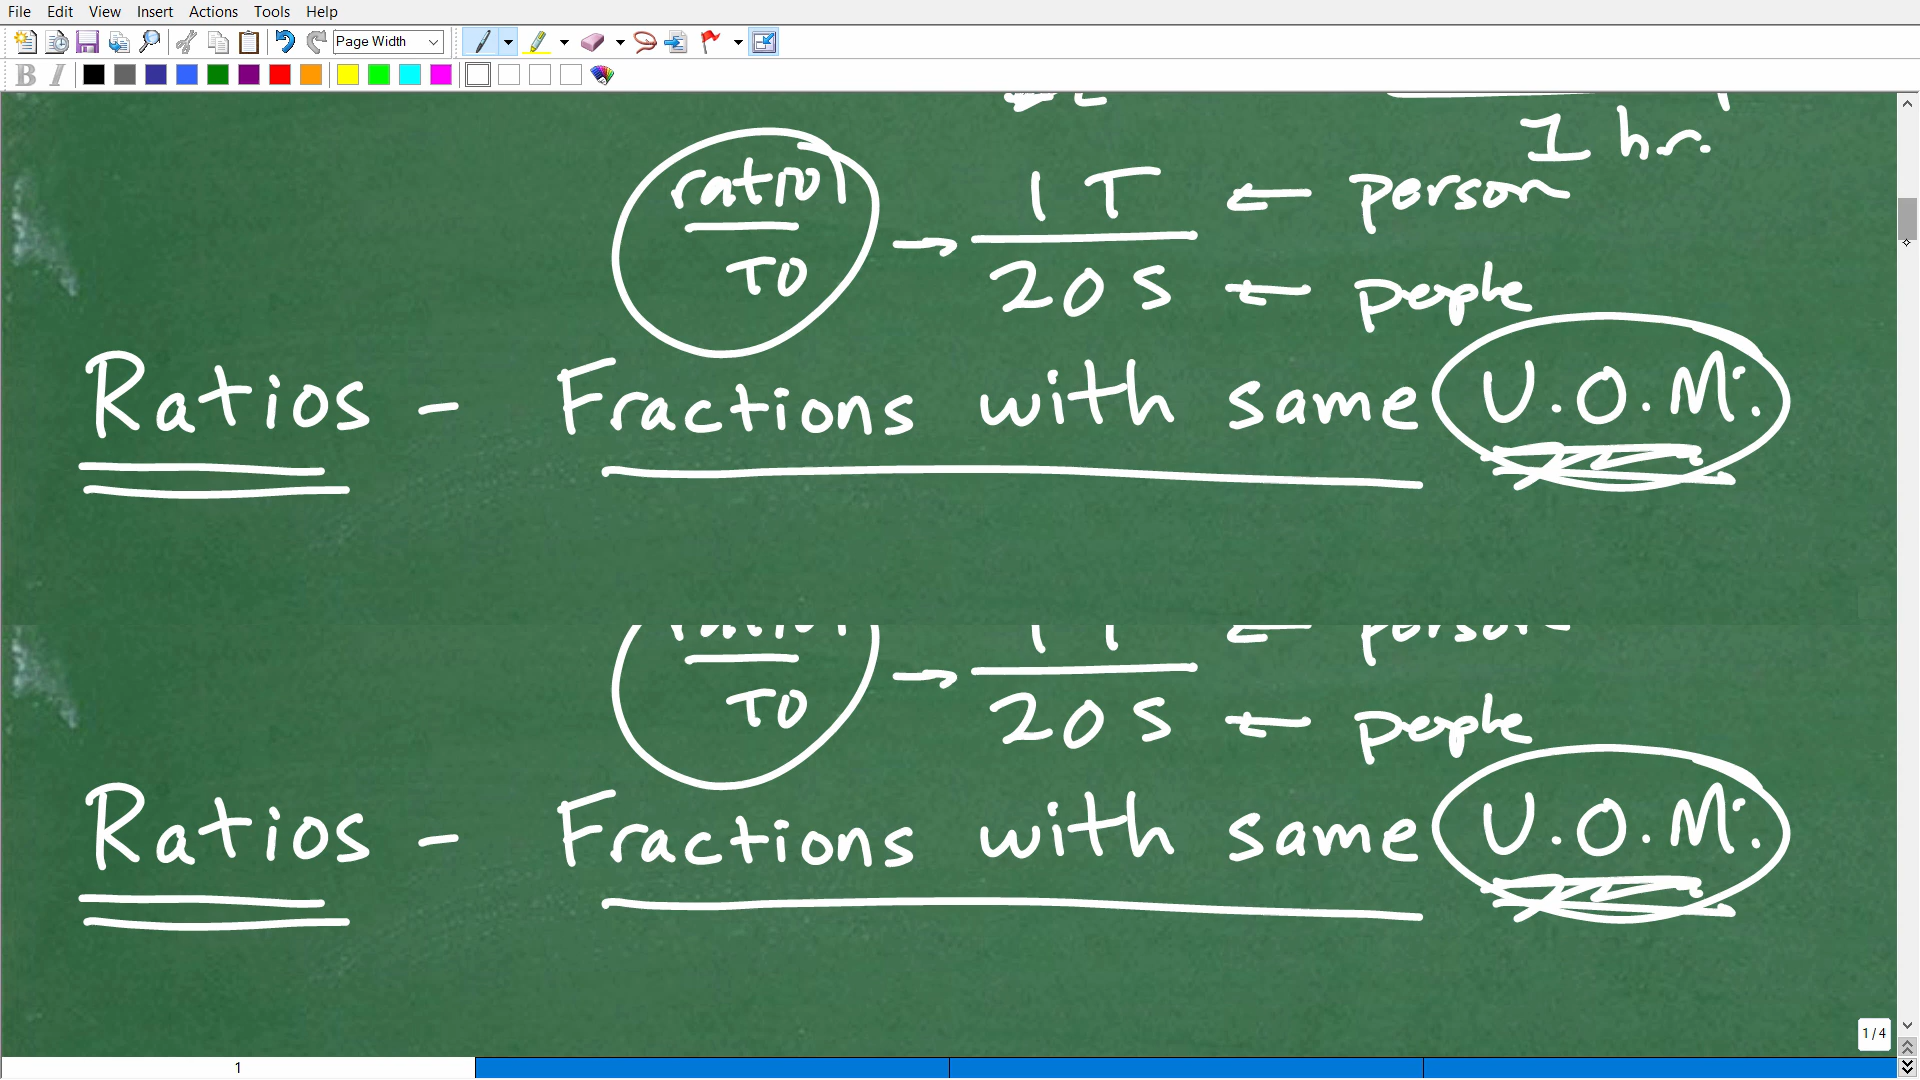 File Edit View Insert Actions Tools Help
Page Width
B I
1 hr.
ratio 1 T ← person
TO → 20 S ← people
Ratios - Fractions with same U.O.M.
TO → 20 S ← people
Ratios - Fractions with same U.O.M.
1 / 4
1